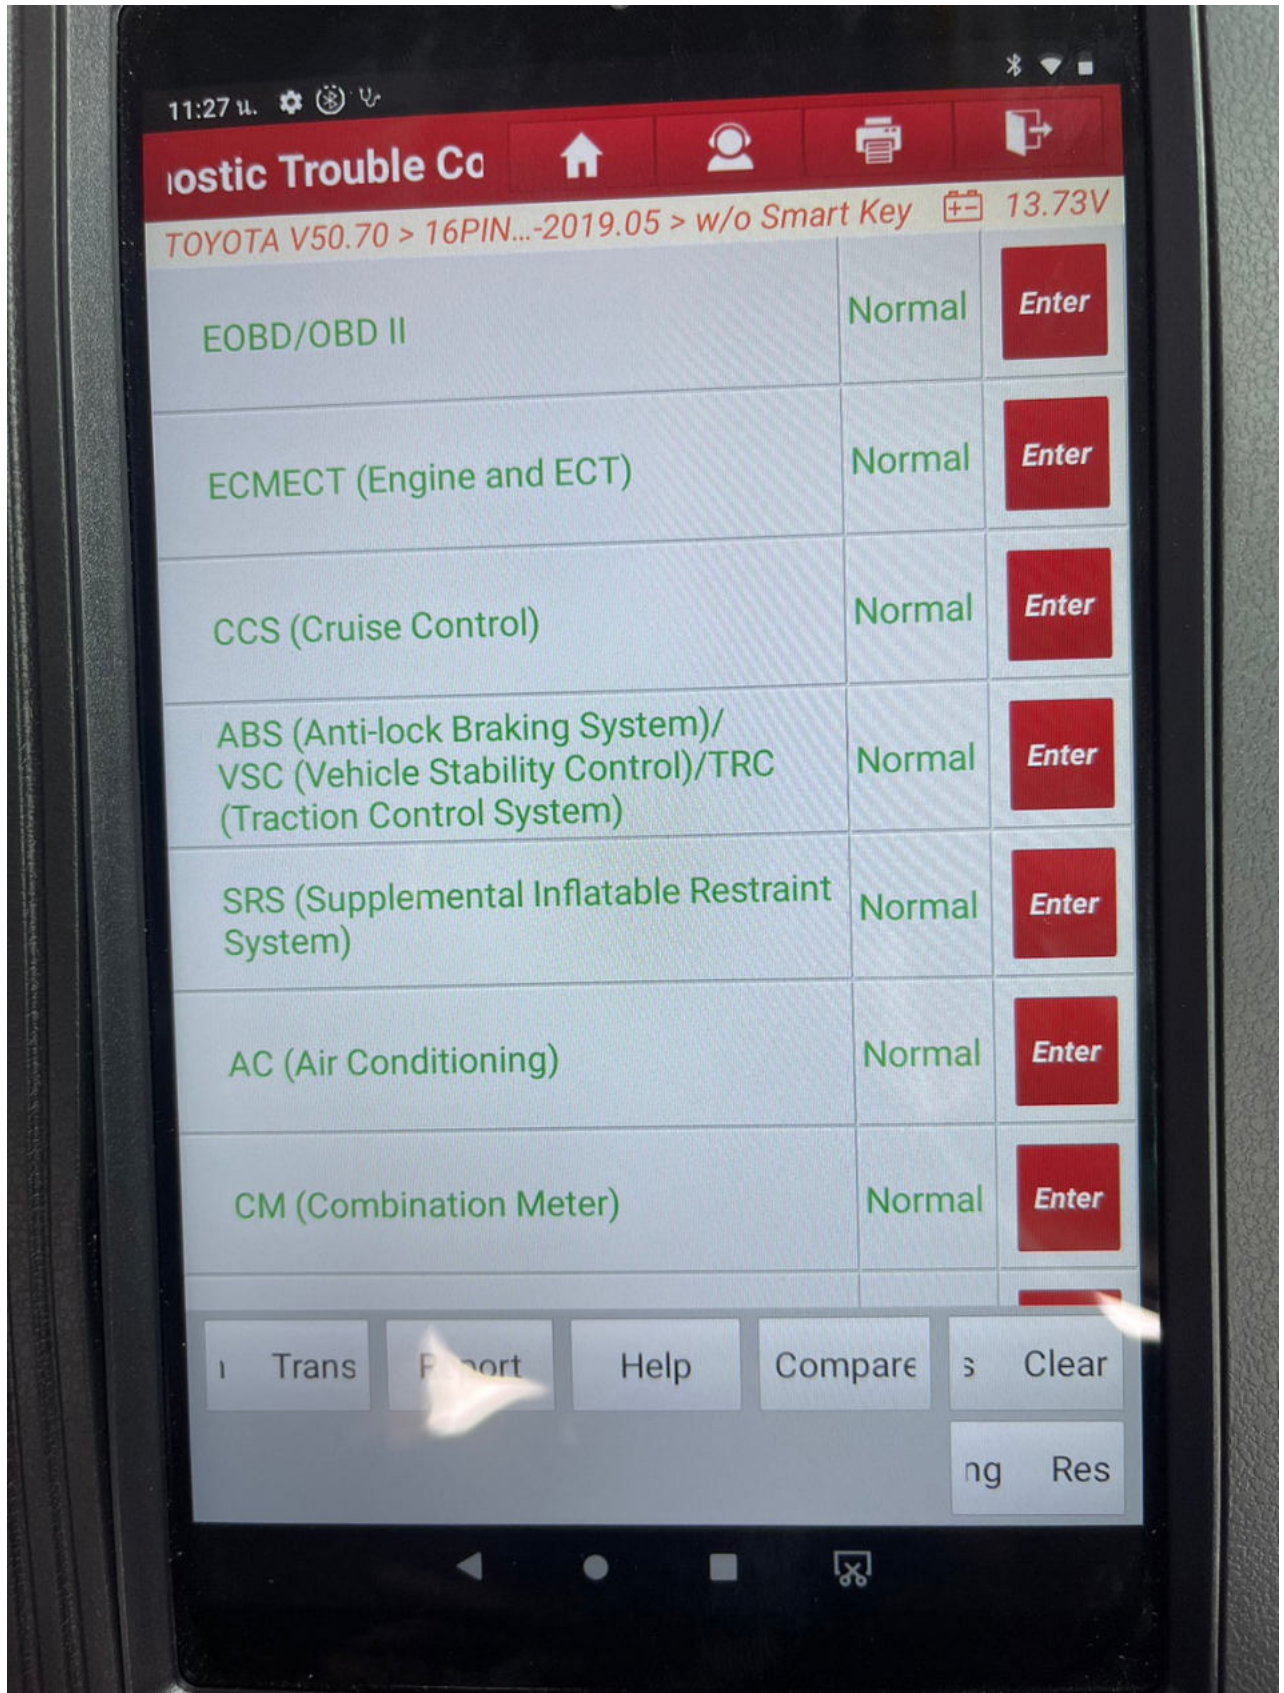 11:27 น.
nostic Trouble Co
TOYOTA V50.70 > 16PIN...-2019.05 > w/o Smart Key 13.73V
EOBD/OBD II Normal Enter
ECMECT (Engine and ECT) Normal Enter
CCS (Cruise Control) Normal Enter
ABS (Anti-lock Braking System)/
VSC (Vehicle Stability Control)/TRC
(Traction Control System) Normal Enter
SRS (Supplemental Inflatable Restraint
System) Normal Enter
AC (Air Conditioning) Normal Enter
CM (Combination Meter) Normal Enter
Trans Report Help Compare s Clear
ng Res